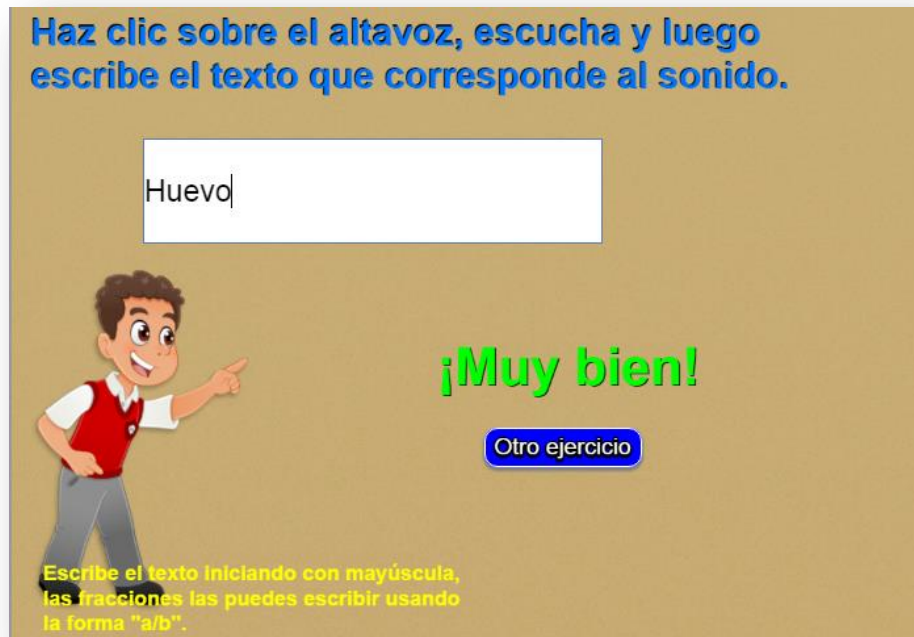 Haz clic sobre el altavoz, escucha y luego
escribe el texto que corresponde al sonido.
Huevo
¡Muy bien!
Otro ejercicio
Escribe el texto iniciando con mayúscula,
las fracciones las puedes escribir usando
la forma "a/b".